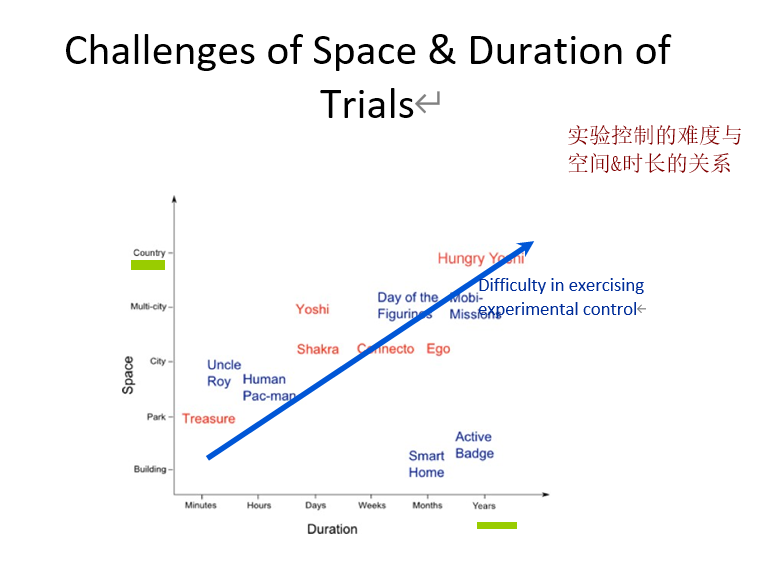 Challenges of Space & Duration of
Trials↵
实验控制的难度与
空间&时长的关系
Country
Hungry Yoshi
Difficulty in exercising
experimental control↵
Multi-city
Yoshi
Day of the
Figurines
Mobi-
Missions
Space
City
Shakra
Connecto
Ego
Uncle
Roy
Human
Pac-man
Park
Treasure
Active
Badge
Building
Smart
Home
Minutes
Hours
Days
Weeks
Months
Years
Duration